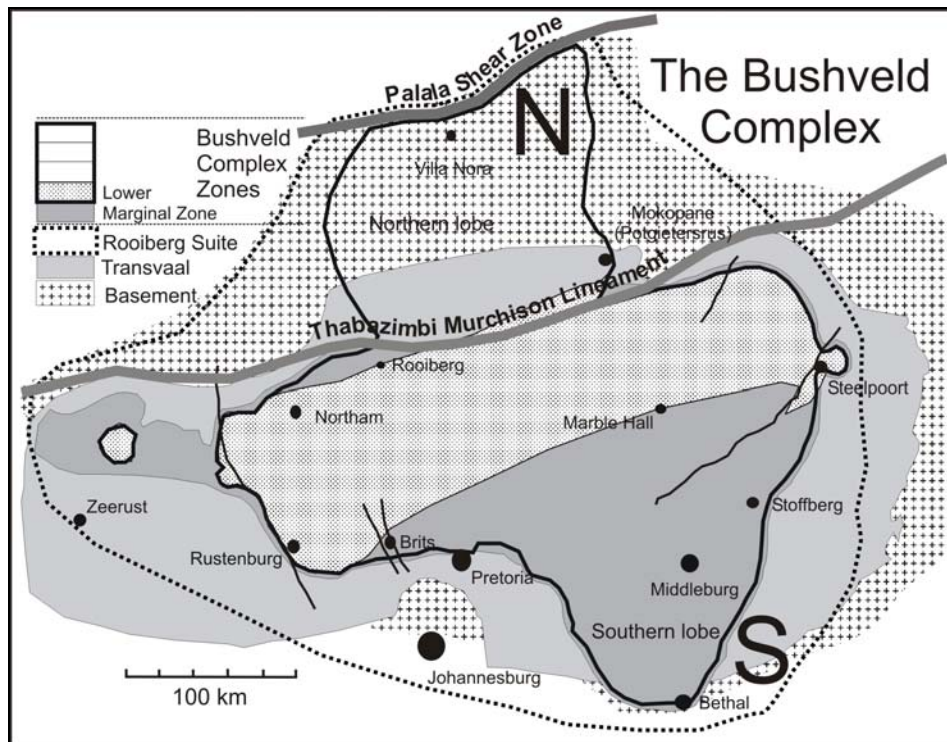 The Bushveld
Complex
Palala Shear Zone
N
Bushveld
Complex
Zones
Lower
Marginal Zone
Rooiberg Suite
Transvaal
Basement
Villa Nora
Northern lobe
Mokopane
(Potgietersrus)
Thabazimbi Murchison Lineament
Rooiberg
Steelpoort
Northam
Marble Hall
Zeerust
Stoffberg
Rustenburg
Brits
Pretoria
Middleburg
Southern lobe
S
Johannesburg
100 km
Bethal